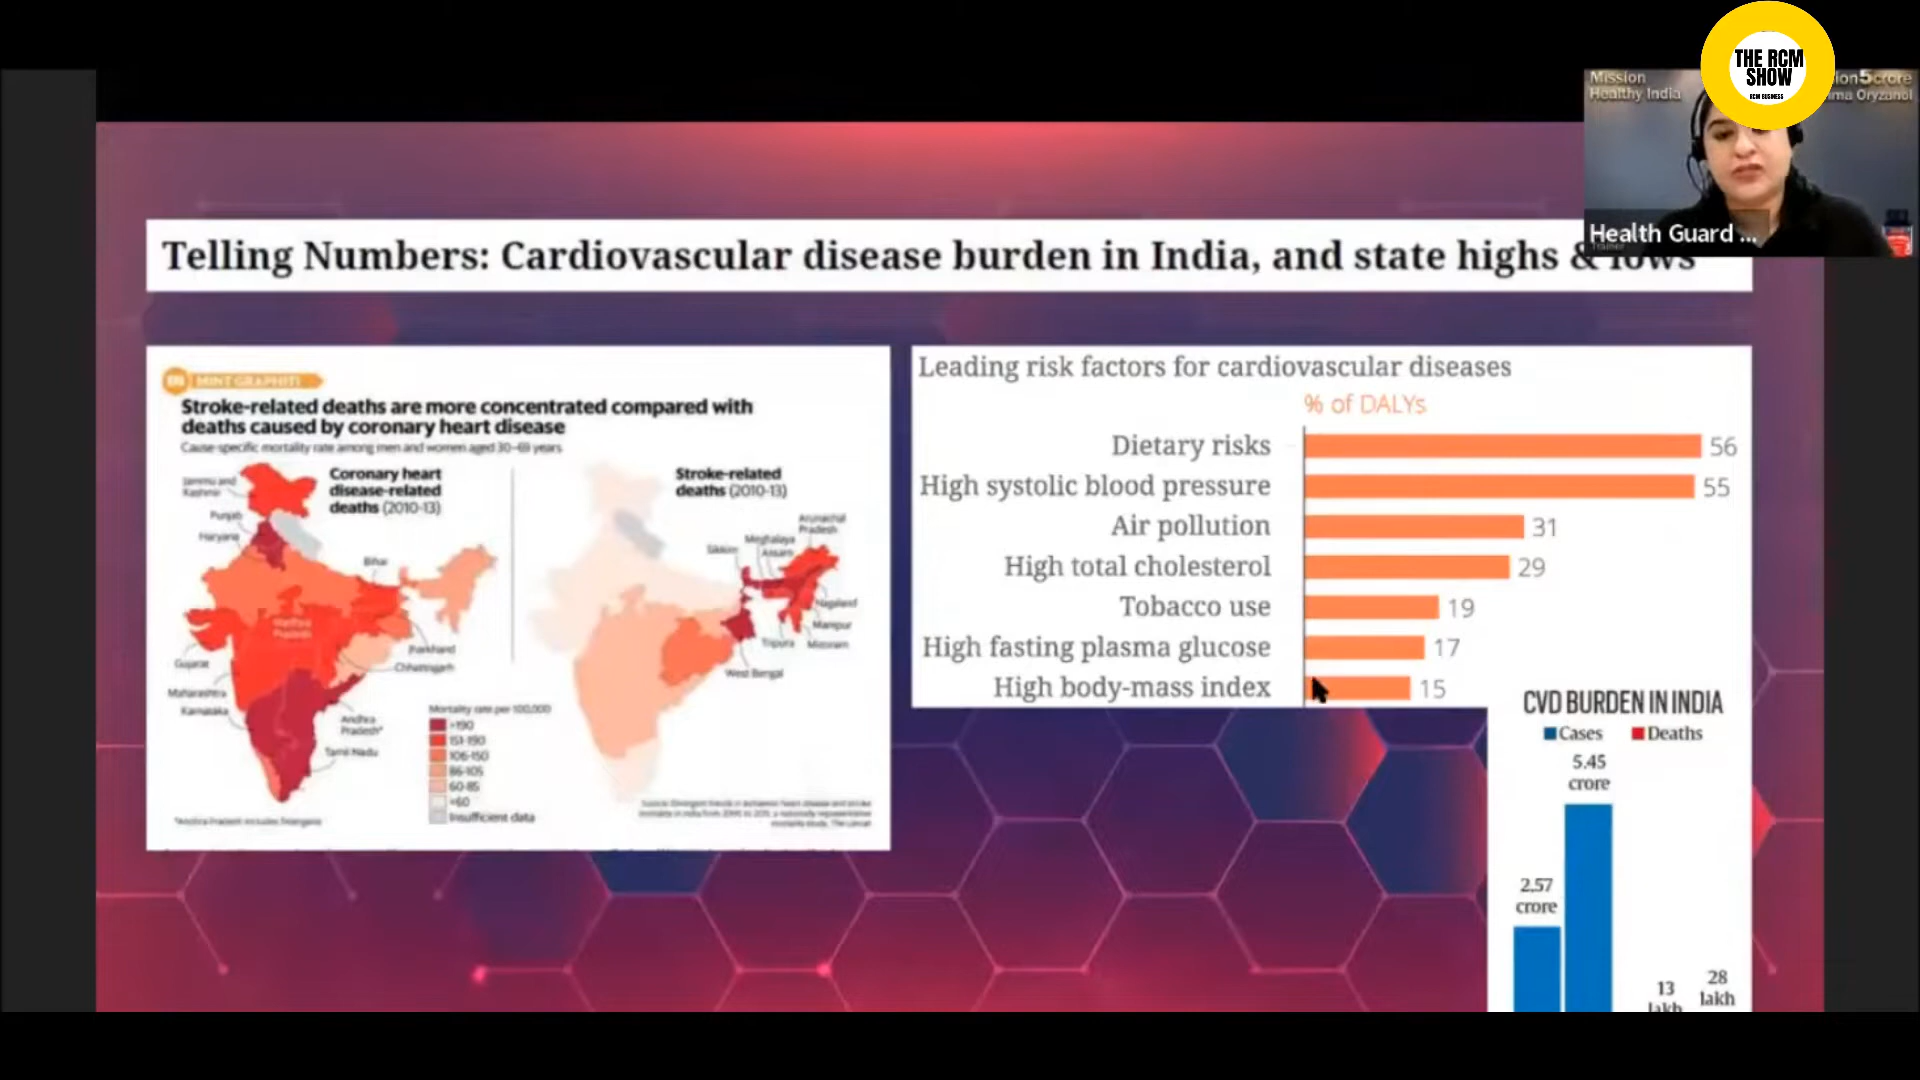 THE RCM
SHOW
RCM BUSINESS
Mission
Healthy India
Health Guard ...
Telling Numbers: Cardiovascular disease burden in India, and state highs & lows
MINT GRAPHITI
Stroke-related deaths are more concentrated compared with
deaths caused by coronary heart disease
Cause-specific mortality rate among men and women aged 30-69 years
Coronary heart
disease-related
deaths (2010-13)
Jammu and
Kashmir
Punjab
Haryana
Bihar
Madhya
Pradesh
Jharkhand
Chhattisgarh
Gujarat
Maharashtra
Karnataka
Andhra
Pradesh*
Tamil Nadu
*Andhra Pradesh includes Telangana
Mortality rate per 100,000
>190
151-190
106-150
86-105
60-85
<60
Insufficient data
Stroke-related
deaths (2010-13)
Arunachal
Pradesh
Meghalaya
Sikkim
Assam
Nagaland
Manipur
Tripura
Mizoram
West Bengal
Leading risk factors for cardiovascular diseases
% of DALYs
Dietary risks 56
High systolic blood pressure 55
Air pollution 31
High total cholesterol 29
Tobacco use 19
High fasting plasma glucose 17
High body-mass index 15
CVD BURDEN IN INDIA
Cases Deaths
5.45
crore
2.57
crore
13
lakh
28
lakh